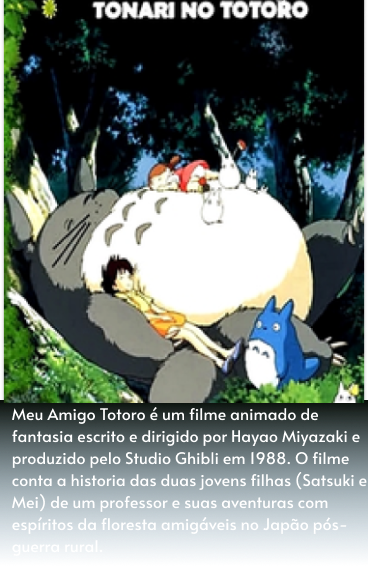 TONARI NO TOTORO
Meu Amigo Totoro é um filme animado de
fantasia escrito e dirigido por Hayao Miyazaki e
produzido pelo Studio Ghibli em 1988. O filme
conta a historia das duas jovens filhas (Satsuki e
Mei) de um professor e suas aventuras com
espíritos da floresta amigáveis no Japão pós-
guerra rural.